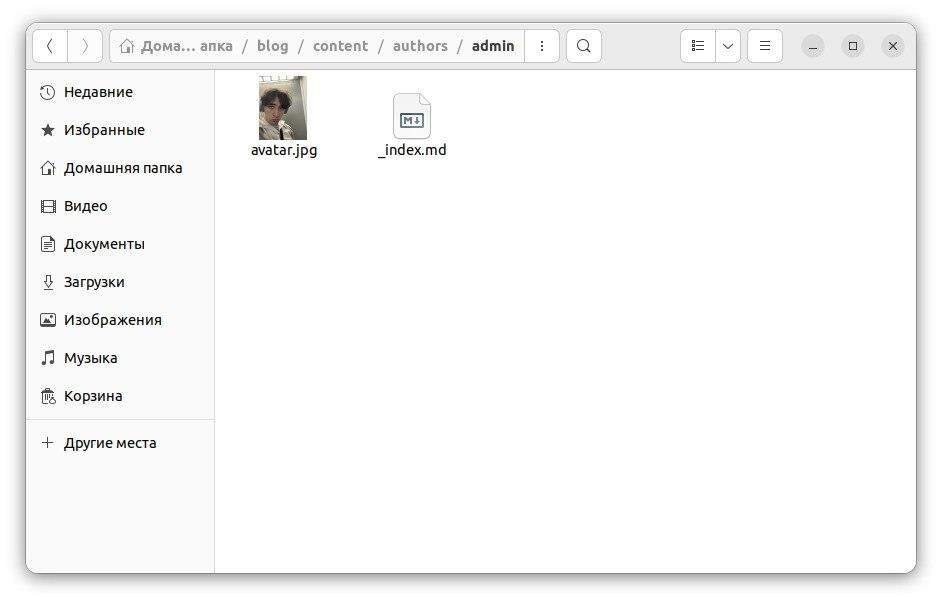 Дома… апка / blog / content / authors / admin
Недавние
Избранные
Домашняя папка
Видео
Документы
Загрузки
Изображения
Музыка
Корзина
Другие места
avatar.jpg
_index.md
M